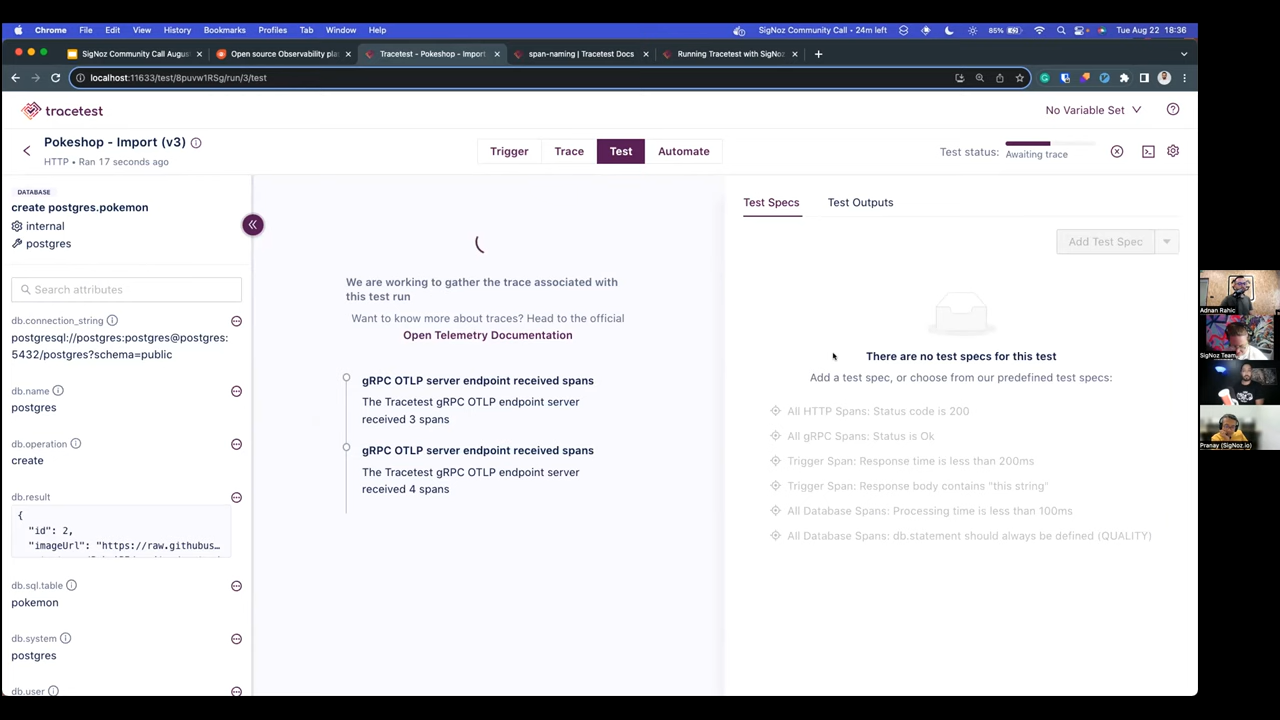 Chrome File Edit View History Bookmarks Profiles Tab Window Help SigNoz Community Call - 24m left 85% Tue Aug 22 18:36
SigNoz Community Call Augus Open source Observability pla Tracetest - Pokeshop - Import span-naming | Tracetest Docs Running Tracetest with SigNoz
localhost:11633/test/8puvw1RSg/run/3/test
tracetest
No Variable Set
Pokeshop - Import (v3)
HTTP • Ran 17 seconds ago
Trigger Trace Test Automate
Test status:
Awaiting trace
DATABASE
create postgres.pokemon
internal
postgres
Search attributes
db.connection_string
postgresql://postgres:postgres@postgres:
5432/postgres?schema=public
db.name
postgres
db.operation
create
db.result
{
"id": 2,
"imageUrl": "https://raw.githubus…
db.sql.table
pokemon
db.system
postgres
db.user
We are working to gather the trace associated with
this test run
Want to know more about traces? Head to the official
Open Telemetry Documentation
gRPC OTLP server endpoint received spans
The Tracetest gRPC OTLP endpoint server
received 3 spans
gRPC OTLP server endpoint received spans
The Tracetest gRPC OTLP endpoint server
received 4 spans
Test Specs Test Outputs
Add Test Spec
There are no test specs for this test
Add a test spec, or choose from our predefined test specs:
All HTTP Spans: Status code is 200
All gRPC Spans: Status is Ok
Trigger Span: Response time is less than 200ms
Trigger Span: Response body contains "this string"
All Database Spans: Processing time is less than 100ms
All Database Spans: db.statement should always be defined (QUALITY)
Adnan Rahic
SigNoz Team
Pranay (SigNoz.io)